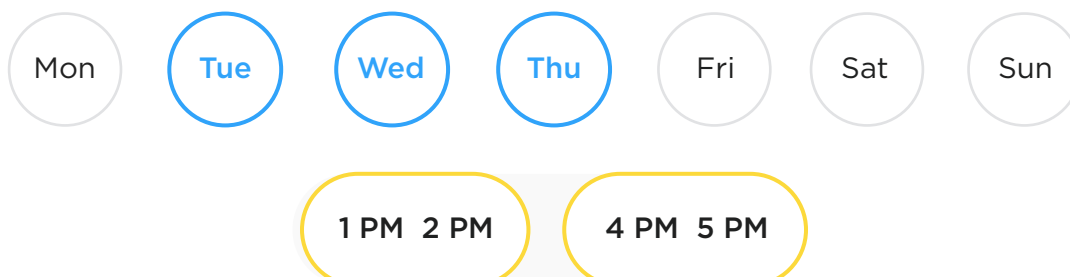 Mon Tue Wed Thu Fri Sat Sun
1 PM 2 PM 4 PM 5 PM